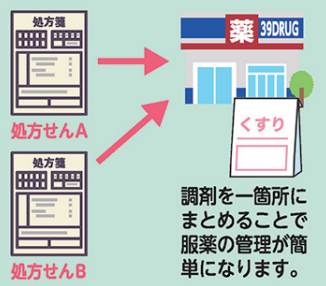 処方箋
処方せんA
処方箋
処方せんB
薬 39DRUG
くすり
調剤を一箇所に
まとめることで
服薬の管理が簡
単になります。